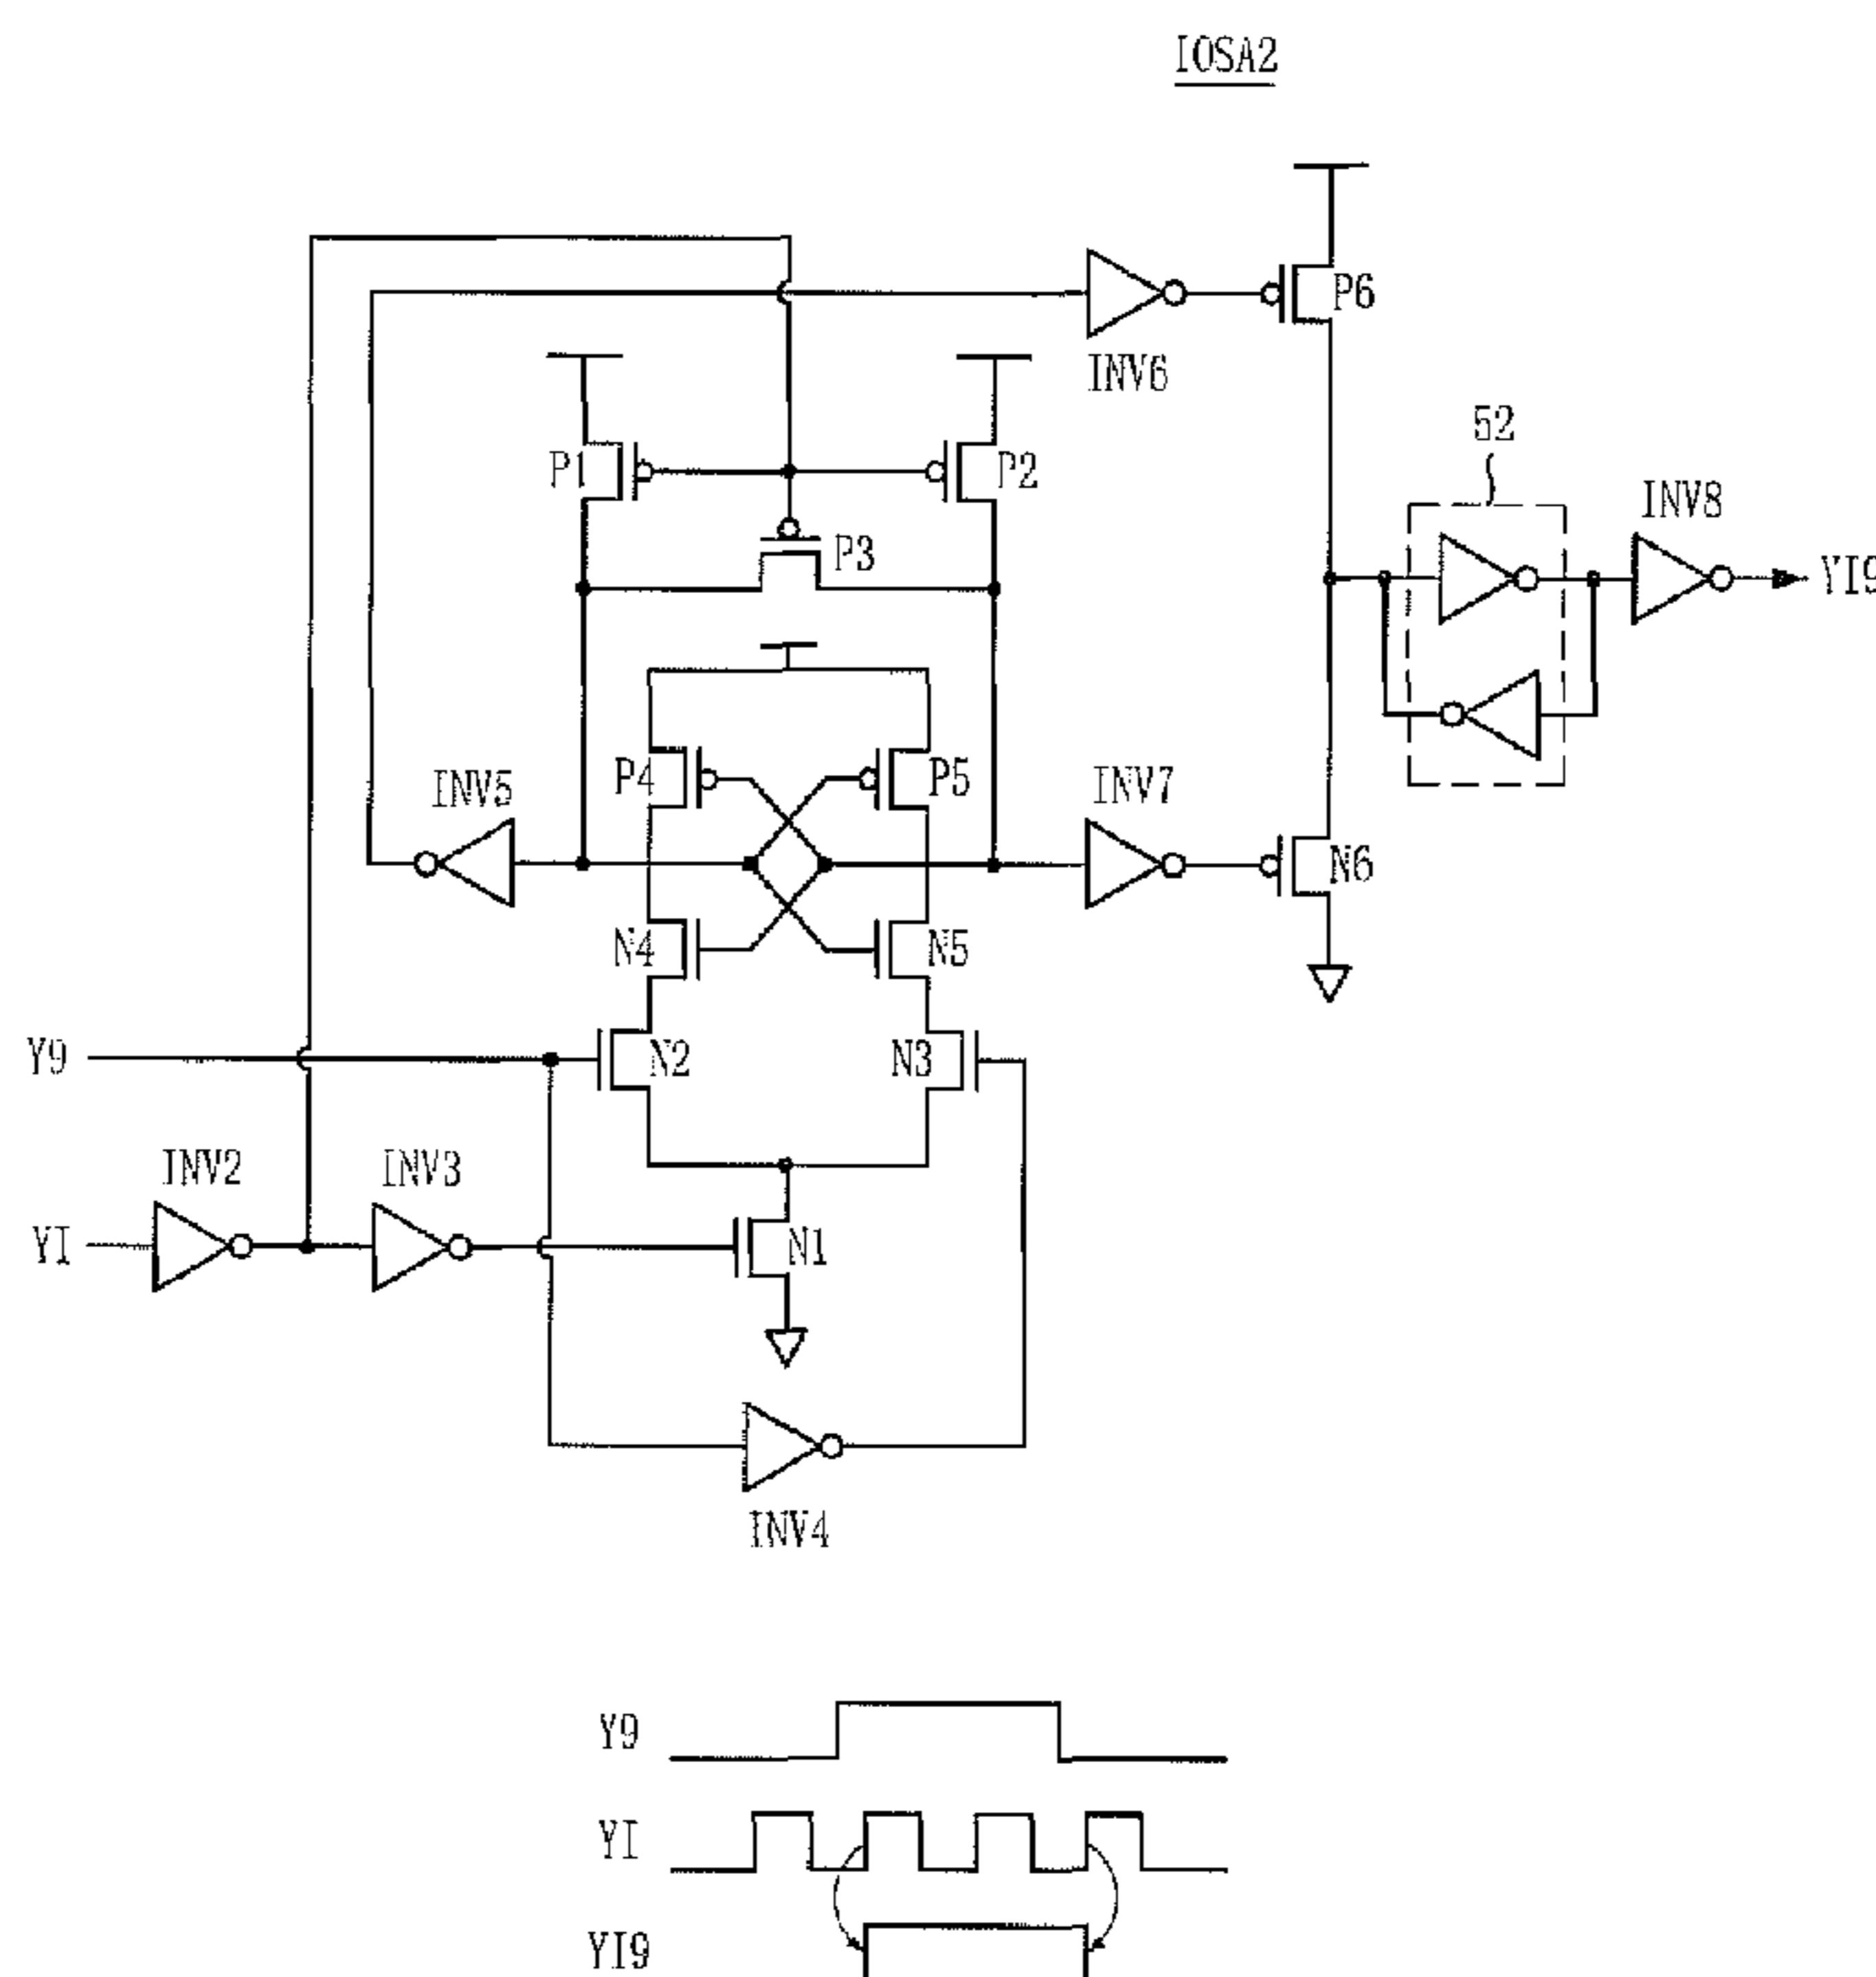 IOSA2
P6
INV6
52
P1
P2
INV8
P3
YI9
P4
P5
INV5
INV7
N6
N4
N5
Y9
N2
N3
INV2
INV3
YI
N1
INV4
Y9
YI
YI9